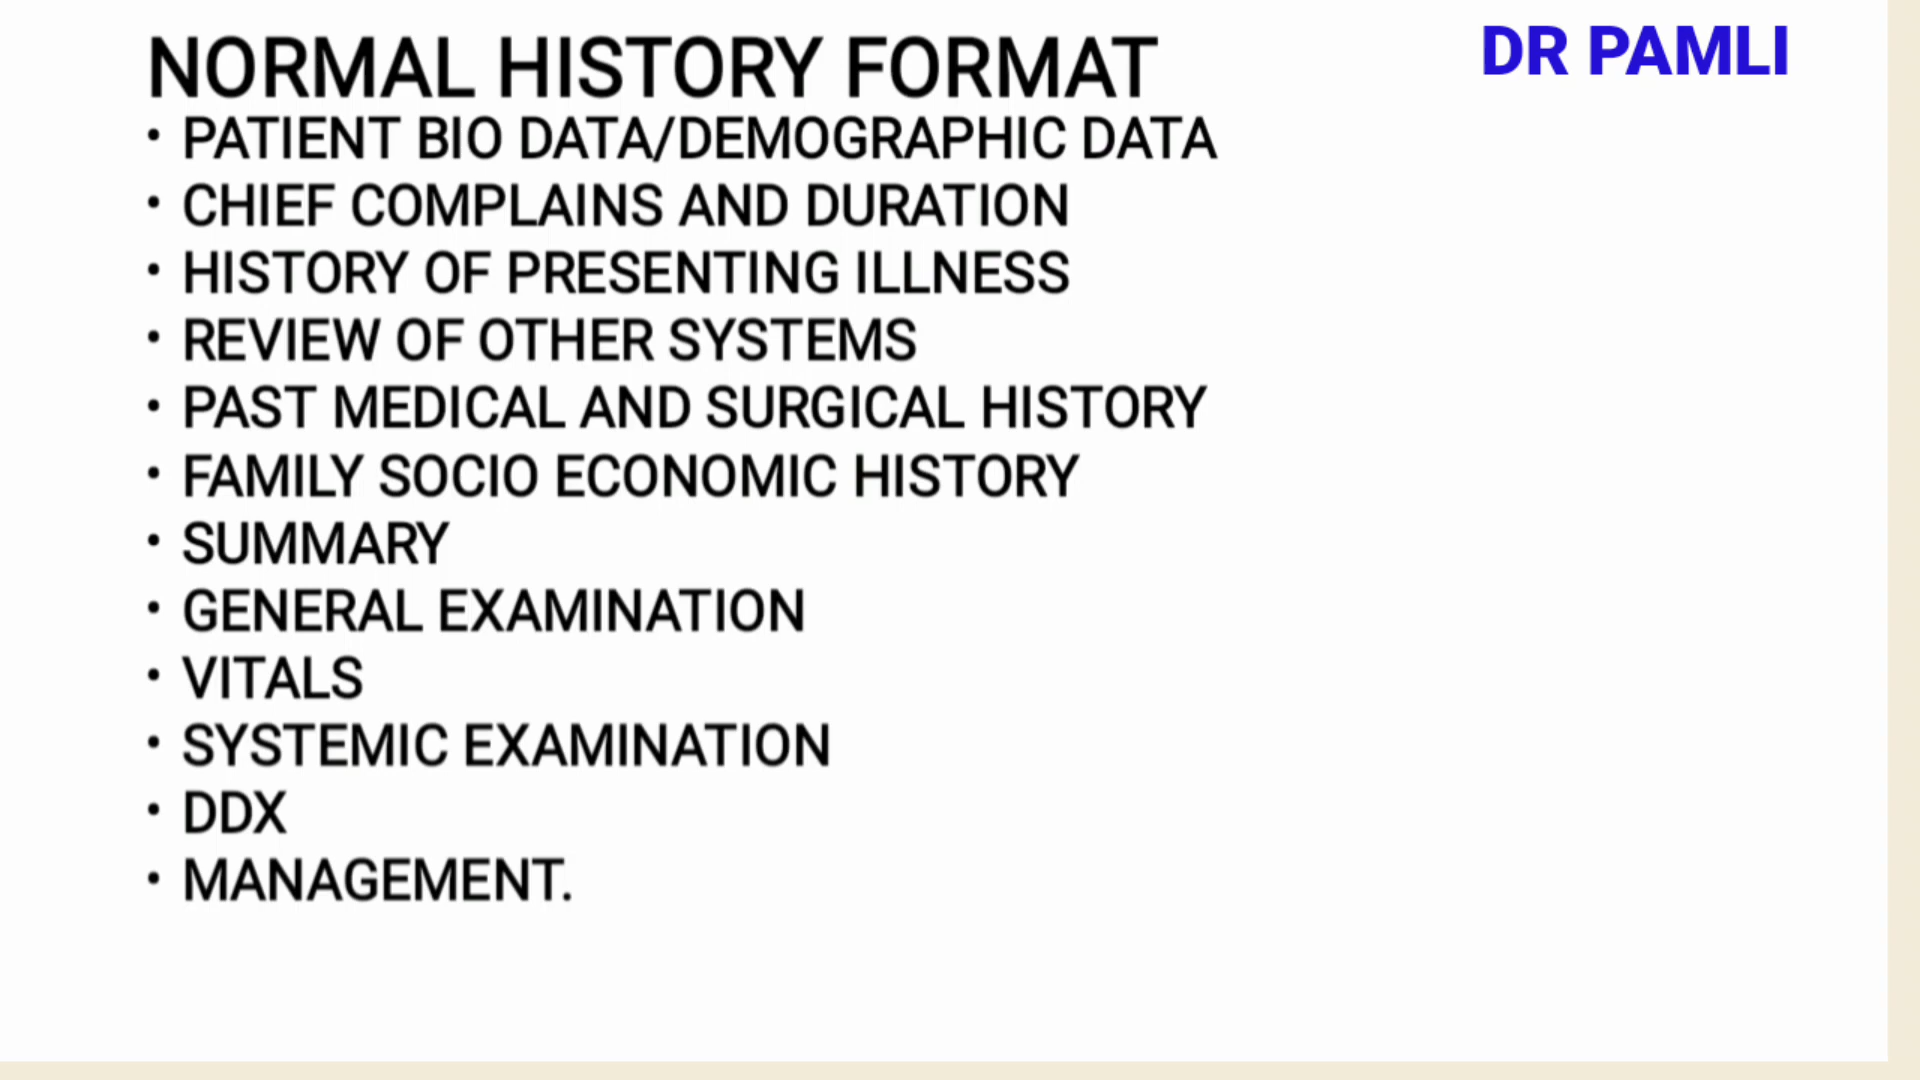 NORMAL HISTORY FORMAT
DR PAMLI
• PATIENT BIO DATA/DEMOGRAPHIC DATA
• CHIEF COMPLAINS AND DURATION
• HISTORY OF PRESENTING ILLNESS
• REVIEW OF OTHER SYSTEMS
• PAST MEDICAL AND SURGICAL HISTORY
• FAMILY SOCIO ECONOMIC HISTORY
• SUMMARY
• GENERAL EXAMINATION
• VITALS
• SYSTEMIC EXAMINATION
• DDX
• MANAGEMENT.